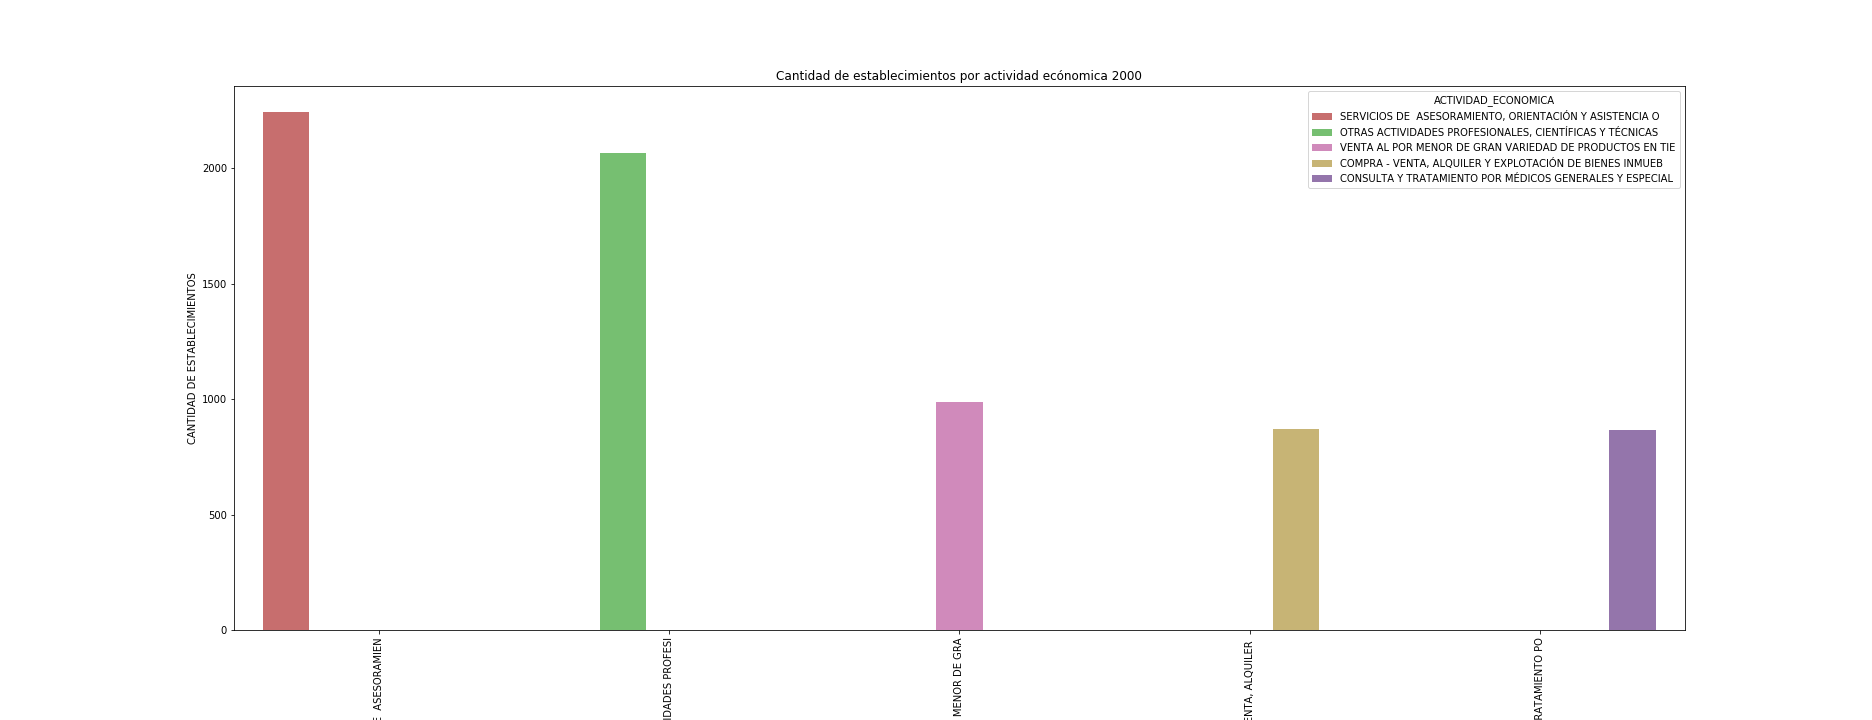 Cantidad de establecimientos por actividad ecónomica 2000
ACTIVIDAD_ECONOMICA
SERVICIOS DE  ASESORAMIENTO, ORIENTACIÓN Y ASISTENCIA O
OTRAS ACTIVIDADES PROFESIONALES, CIENTÍFICAS Y TÉCNICAS
VENTA AL POR MENOR DE GRAN VARIEDAD DE PRODUCTOS EN TIE
COMPRA - VENTA, ALQUILER Y EXPLOTACIÓN DE BIENES INMUEB
CONSULTA Y TRATAMIENTO POR MÉDICOS GENERALES Y ESPECIAL
CANTIDAD DE ESTABLECIMIENTOS
2000
1500
1000
500
0
E  ASESORAMIEN
IDADES PROFESI
MENOR DE GRA
ENTA, ALQUILER
RATAMIENTO PO